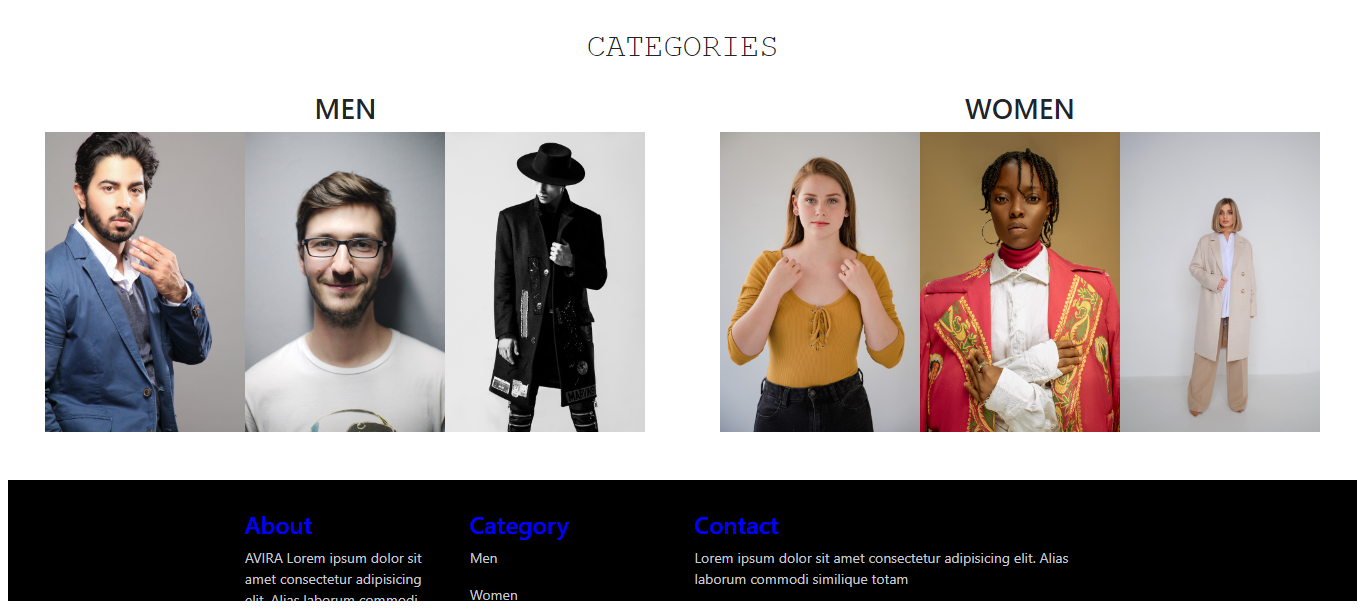 CATEGORIES
MEN
WOMEN
About
AVIRA Lorem ipsum dolor sit
amet consectetur adipisicing
elit. Alias laborum commodi
Category
Men
Women
Contact
Lorem ipsum dolor sit amet consectetur adipisicing elit. Alias
laborum commodi similique totam